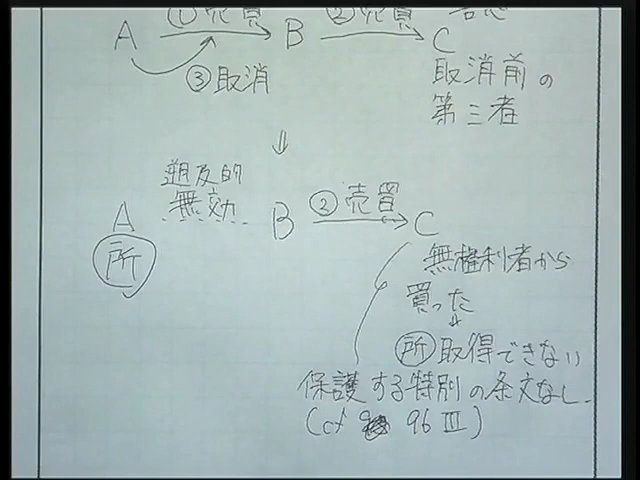 ①売買 ②売買
A B C
③取消
取消前の
第三者
⇓
遡及的
無効
A B ②売買 C
所
無権利者から
買った
↓
所 取得できない
保護する特別の条文なし
(cf 96 Ⅲ)